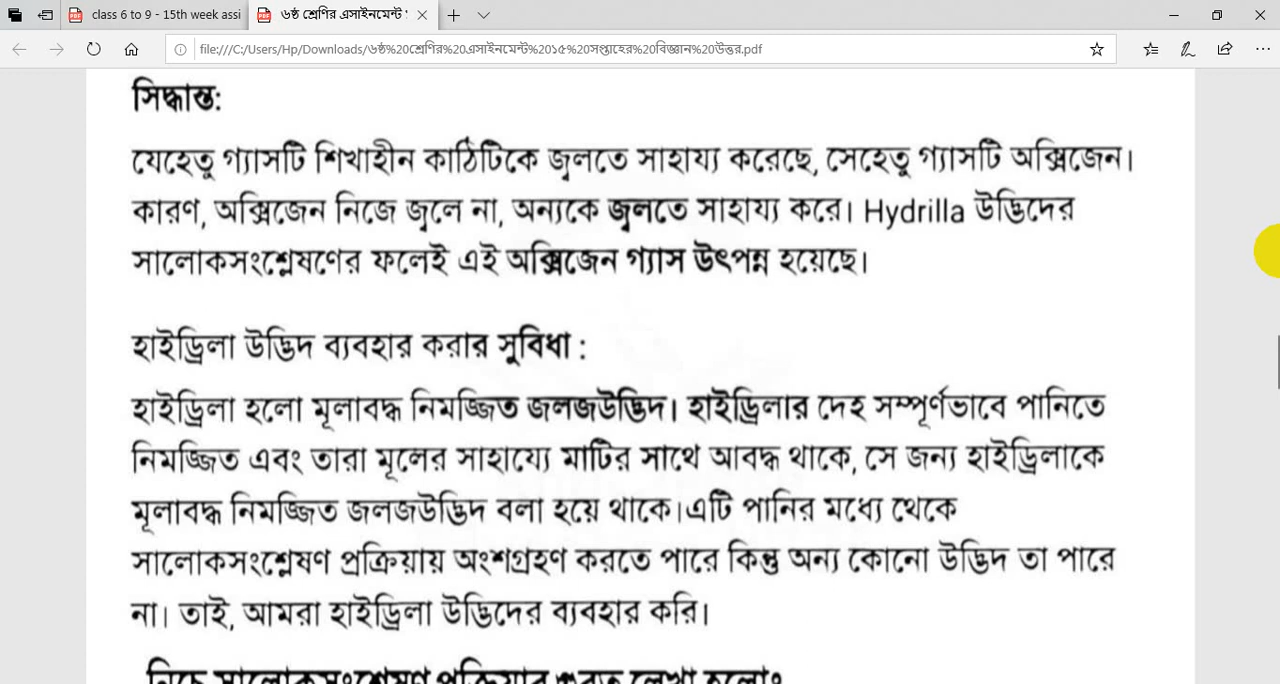 class 6 to 9 - 15th week assi
৬ষ্ঠ শ্রেণির এসাইনমেন্ট
file:///C:/Users/Hp/Downloads/৬ষ্ঠ%20শ্রেণির%20এসাইনমেন্ট%20১৫%20সপ্তাহের%20বিজ্ঞান%20উত্তর.pdf
সিদ্ধান্ত:
যেহেতু গ্যাসটি শিখাহীন কাঠিটিকে জ্বলতে সাহায্য করেছে, সেহেতু গ্যাসটি অক্সিজেন।
কারণ, অক্সিজেন নিজে জ্বলে না, অন্যকে জ্বলতে সাহায্য করে। Hydrilla উদ্ভিদের
সালোকসংশ্লেষণের ফলেই এই অক্সিজেন গ্যাস উৎপন্ন হয়েছে।
হাইড্রিলা উদ্ভিদ ব্যবহার করার সুবিধা :
হাইড্রিলা হলো মূলাবদ্ধ নিমজ্জিত জলজউদ্ভিদ। হাইড্রিলার দেহ সম্পূর্ণভাবে পানিতে
নিমজ্জিত এবং তারা মূলের সাহায্যে মাটির সাথে আবদ্ধ থাকে, সে জন্য হাইড্রিলাকে
মূলাবদ্ধ নিমজ্জিত জলজউদ্ভিদ বলা হয়ে থাকে।এটি পানির মধ্যে থেকে
সালোকসংশ্লেষণ প্রক্রিয়ায় অংশগ্রহণ করতে পারে কিন্তু অন্য কোনো উদ্ভিদ তা পারে
না। তাই, আমরা হাইড্রিলা উদ্ভিদের ব্যবহার করি।
নিচে সালোকসংশ্লেষণ প্রক্রিয়ার গুরুত্ব লেখা হলোঃ